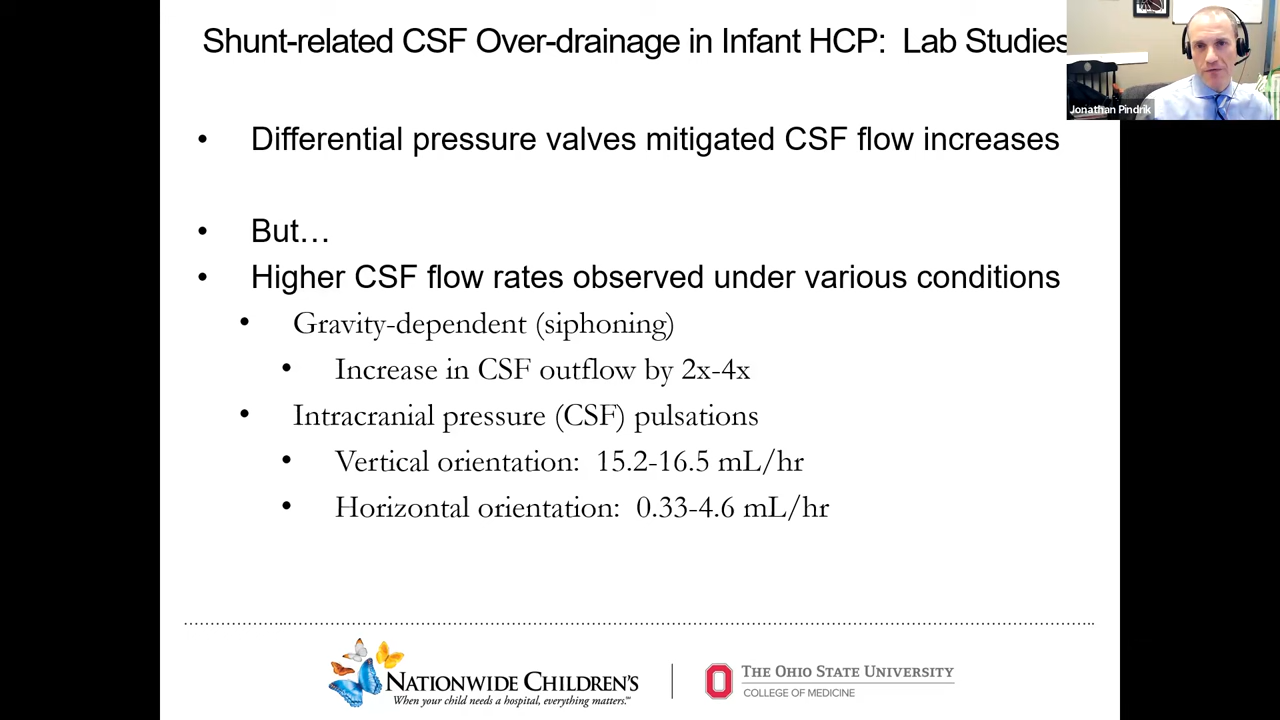 Shunt-related CSF Over-drainage in Infant HCP: Lab Studies
Jonathan Pindrik
• Differential pressure valves mitigated CSF flow increases
• But…
• Higher CSF flow rates observed under various conditions
• Gravity-dependent (siphoning)
• Increase in CSF outflow by 2x-4x
• Intracranial pressure (CSF) pulsations
• Vertical orientation: 15.2-16.5 mL/hr
• Horizontal orientation: 0.33-4.6 mL/hr
NATIONWIDE CHILDREN'S
When your child needs a hospital, everything matters.℠
THE OHIO STATE UNIVERSITY
COLLEGE OF MEDICINE